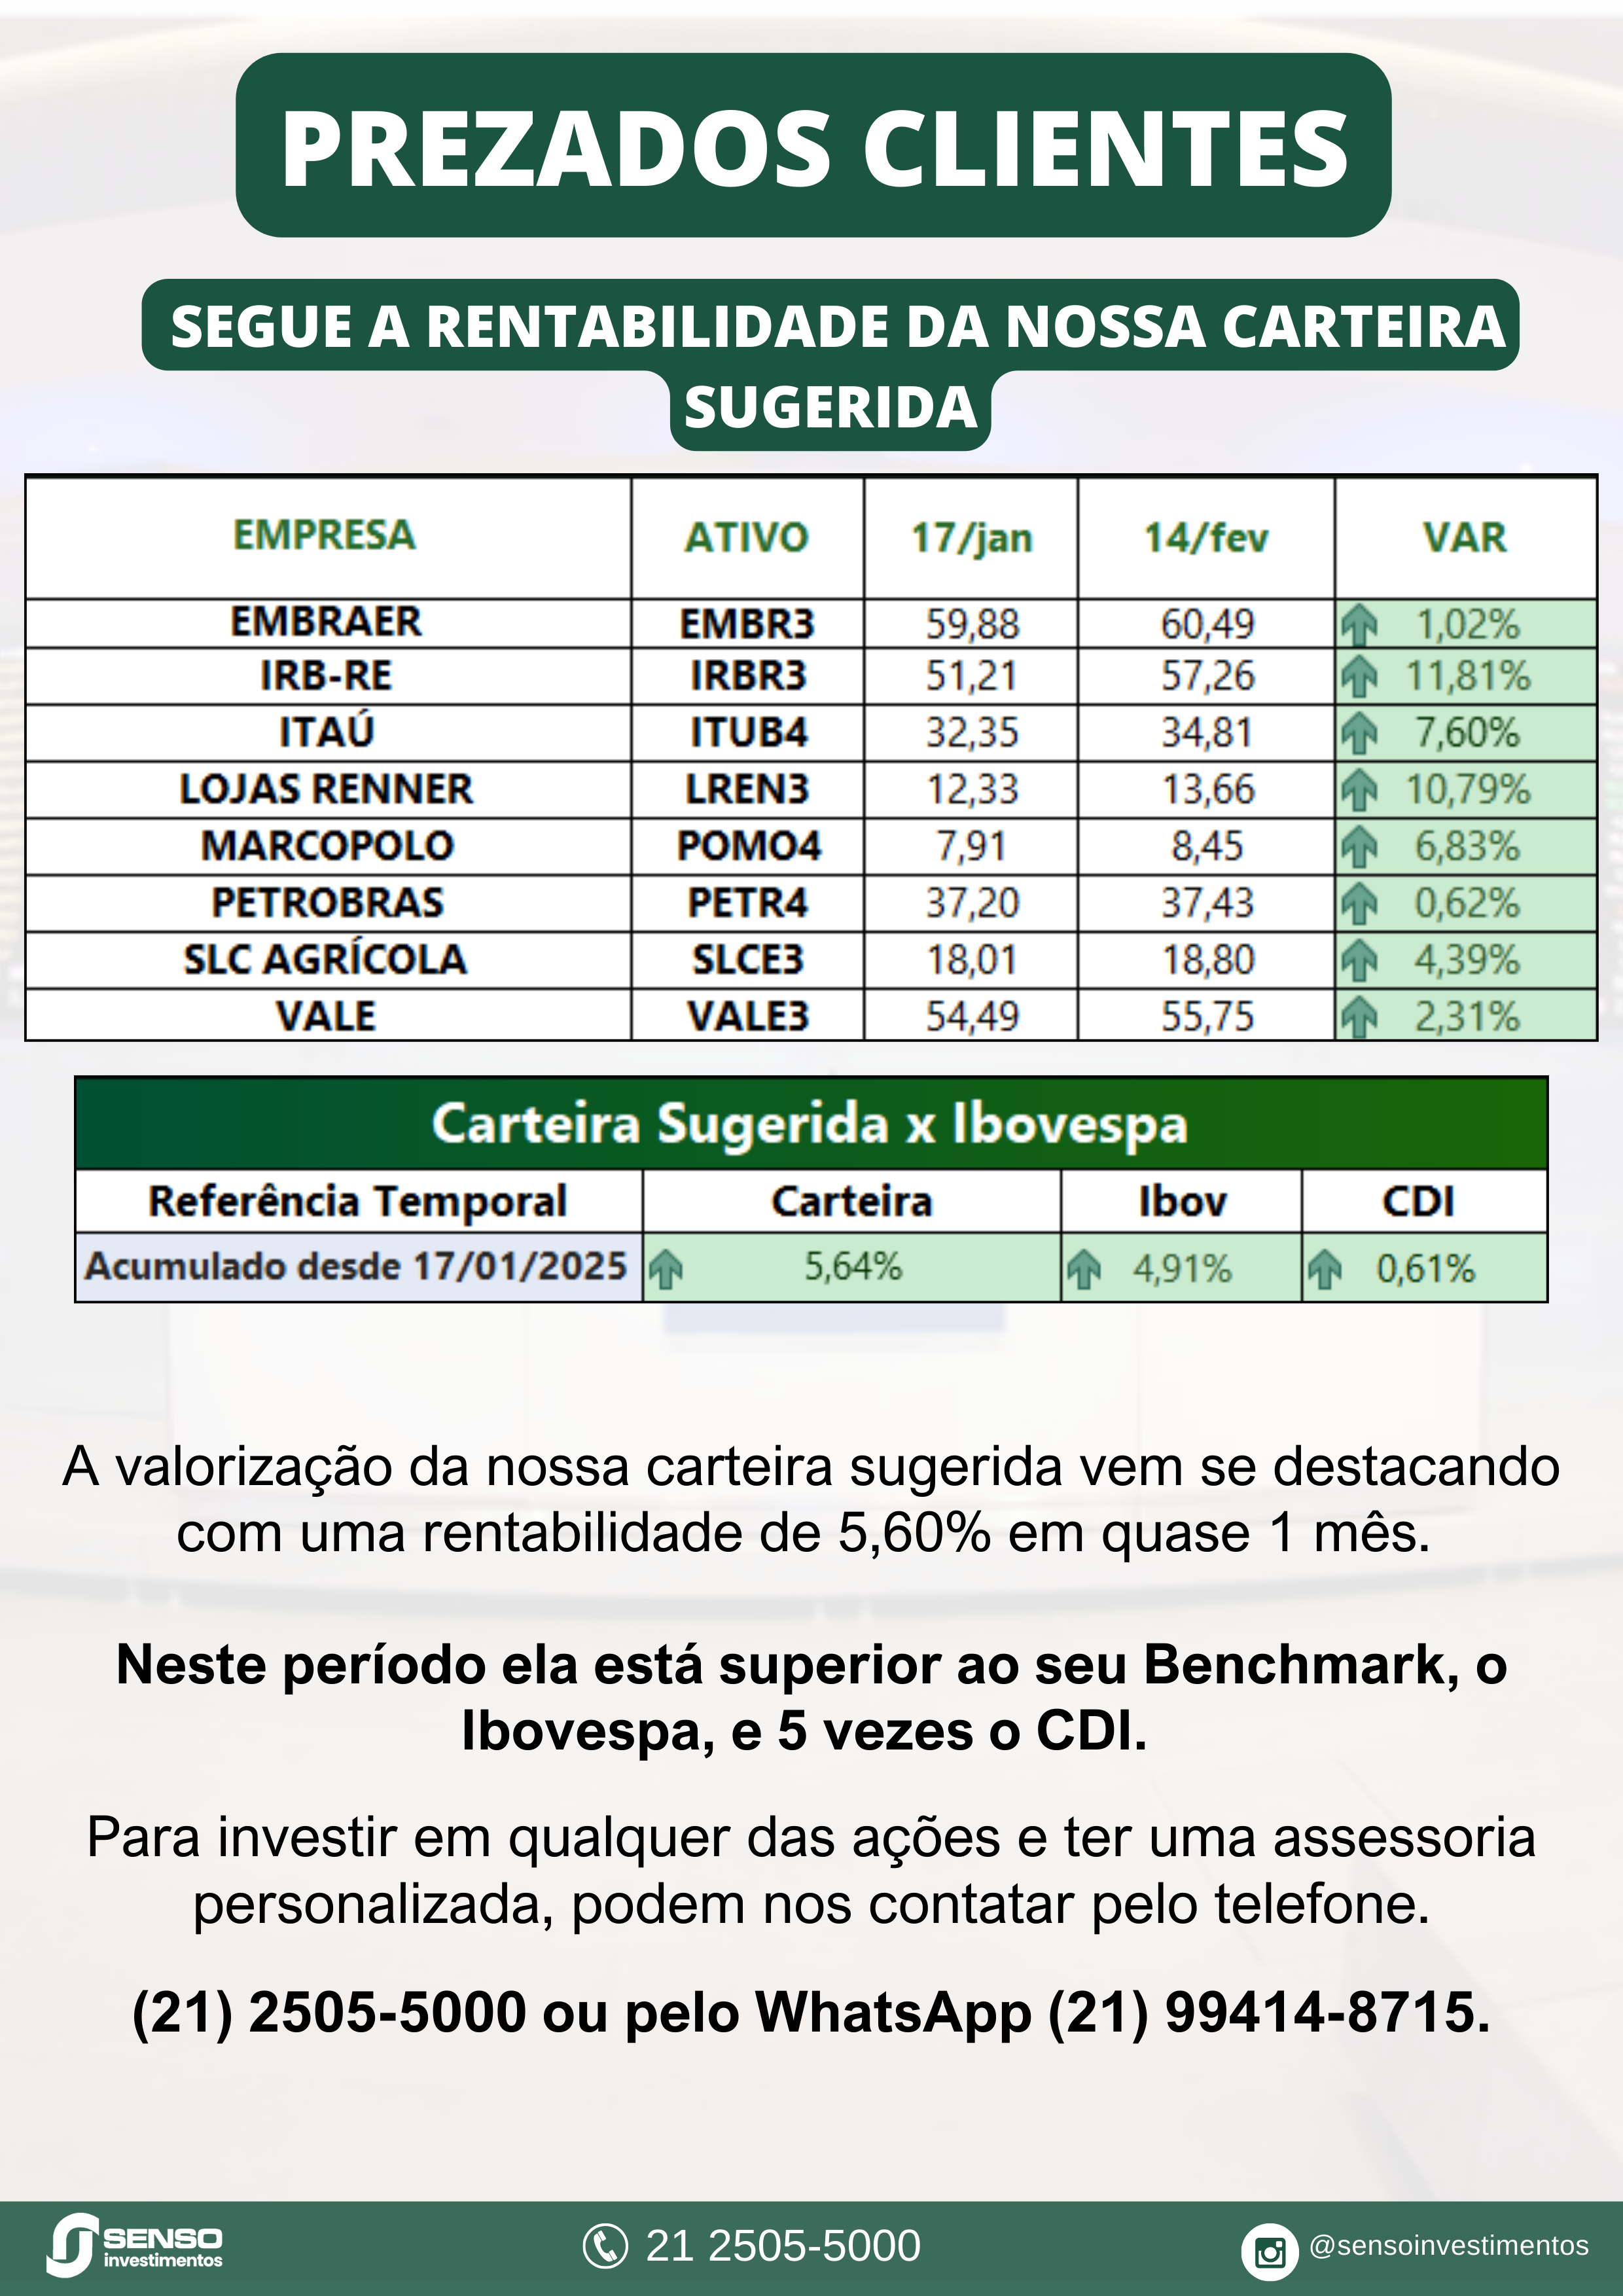 PREZADOS CLIENTES
SEGUE A RENTABILIDADE DA NOSSA CARTEIRA
SUGERIDA
EMPRESA ATIVO 17/jan 14/fev VAR
EMBRAER EMBR3 59,88 60,49 1,02%
IRB-RE IRBR3 51,21 57,26 11,81%
ITAÚ ITUB4 32,35 34,81 7,60%
LOJAS RENNER LREN3 12,33 13,66 10,79%
MARCOPOLO POMO4 7,91 8,45 6,83%
PETROBRAS PETR4 37,20 37,43 0,62%
SLC AGRÍCOLA SLCE3 18,01 18,80 4,39%
VALE VALE3 54,49 55,75 2,31%
Carteira Sugerida x Ibovespa
Referência Temporal Carteira Ibov CDI
Acumulado desde 17/01/2025 5,64% 4,91% 0,61%
A valorização da nossa carteira sugerida vem se destacando
com uma rentabilidade de 5,60% em quase 1 mês.
Neste período ela está superior ao seu Benchmark, o
Ibovespa, e 5 vezes o CDI.
Para investir em qualquer das ações e ter uma assessoria
personalizada, podem nos contatar pelo telefone.
(21) 2505-5000 ou pelo WhatsApp (21) 99414-8715.
SENSO
investimentos
21 2505-5000
@sensoinvestimentos